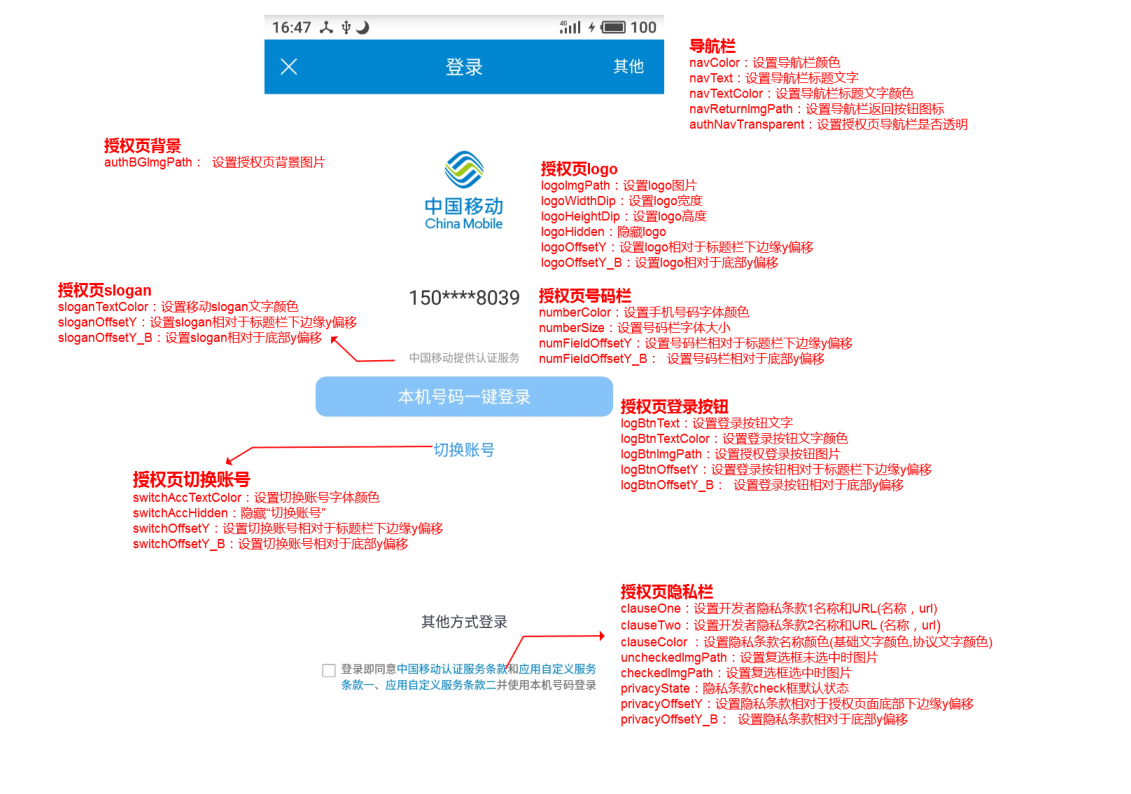 16:47
4G
100
登录
其他
导航栏
navColor：设置导航栏颜色
navText：设置导航栏标题文字
navTextColor：设置导航栏标题文字颜色
navReturnImgPath：设置导航栏返回按钮图标
authNavTransparent：设置授权页导航栏是否透明
授权页背景
authBGImgPath： 设置授权页背景图片
中国移动
China Mobile
授权页logo
logoImgPath：设置logo图片
logoWidthDip：设置logo宽度
logoHeightDip：设置logo高度
logoHidden：隐藏logo
logoOffsetY：设置logo相对于标题栏下边缘y偏移
logoOffsetY_B：设置logo相对于底部y偏移
授权页slogan
sloganTextColor：设置移动slogan文字颜色
sloganOffsetY：设置slogan相对于标题栏下边缘y偏移
sloganOffsetY_B：设置slogan相对于底部y偏移
150****8039
授权页号码栏
numberColor：设置手机号码字体颜色
numberSize：设置号码栏字体大小
numFieldOffsetY：设置号码栏相对于标题栏下边缘y偏移
numFieldOffsetY_B： 设置号码栏相对于底部y偏移
中国移动提供认证服务
本机号码一键登录
授权页登录按钮
logBtnText：设置登录按钮文字
logBtnTextColor：设置登录按钮文字颜色
logBtnImgPath：设置授权登录按钮图片
logBtnOffsetY：设置登录按钮相对于标题栏下边缘y偏移
logBtnOffsetY_B： 设置登录按钮相对于底部y偏移
切换账号
授权页切换账号
switchAccTextColor：设置切换账号字体颜色
switchAccHidden：隐藏“切换账号”
switchOffsetY：设置切换账号相对于标题栏下边缘y偏移
switchOffsetY_B：设置切换账号相对于底部y偏移
其他方式登录
登录即同意中国移动认证服务条款和应用自定义服务
条款一、应用自定义服务条款二并使用本机号码登录
授权页隐私栏
clauseOne：设置开发者隐私条款1名称和URL(名称，url)
clauseTwo：设置开发者隐私条款2名称和URL (名称，url)
clauseColor ：设置隐私条款名称颜色(基础文字颜色,协议文字颜色)
uncheckedImgPath：设置复选框未选中时图片
checkedImgPath：设置复选框选中时图片
privacyState：隐私条款check框默认状态
privacyOffsetY：设置隐私条款相对于授权页面底部下边缘y偏移
privacyOffsetY_B： 设置隐私条款相对于底部y偏移